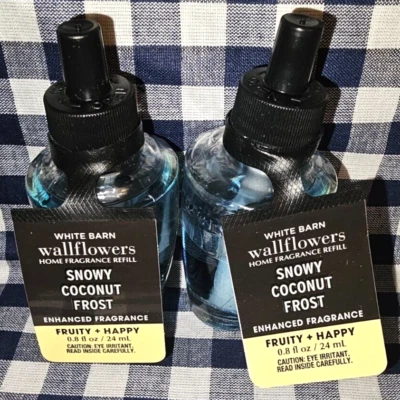 WHITE BARN
wallflowers
HOME FRAGRANCE REFILL
SNOWY
COCONUT
FROST
ENHANCED FRAGRANCE
FRUITY + HAPPY
0.8 fl oz / 24 mL
CAUTION: EYE IRRITANT,
READ INSIDE CAREFULLY.
WHITE BARN
wallflowers
HOME FRAGRANCE REFILL
SNOWY
COCONUT
FROST
ENHANCED FRAGRANCE
FRUITY + HAPPY
0.8 fl oz / 24 mL
CAUTION: EYE IRRITANT,
READ INSIDE CAREFULLY.